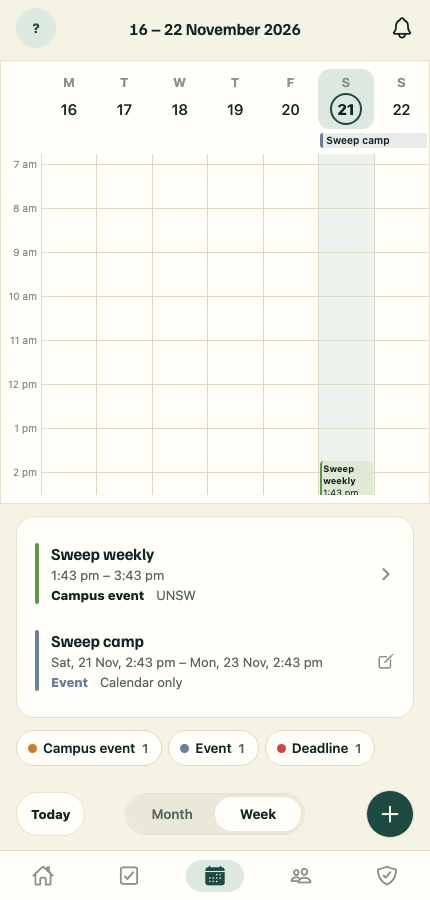 ?
16 – 22 November 2026
M T W T F S S
16 17 18 19 20 21 22
Sweep camp
7 am
8 am
9 am
10 am
11 am
12 pm
1 pm
2 pm
Sweep
weekly
1:43 pm
Sweep weekly
1:43 pm – 3:43 pm
Campus event UNSW
Sweep camp
Sat, 21 Nov, 2:43 pm – Mon, 23 Nov, 2:43 pm
Event Calendar only
Campus event 1 Event 1 Deadline 1
Today Month Week